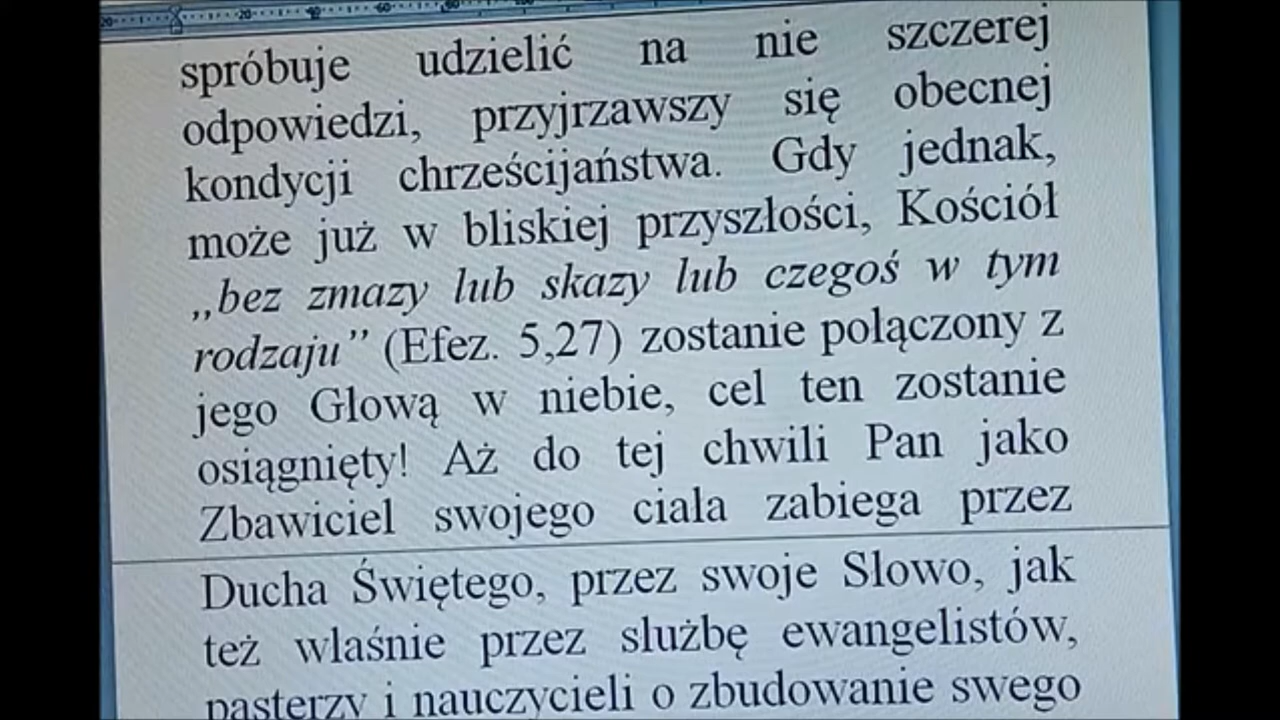 spróbuje udzielić na nie szczerej
odpowiedzi, przyjrzawszy się obecnej
kondycji chrześcijaństwa. Gdy jednak,
może już w bliskiej przyszłości, Kościół
„bez zmazy lub skazy lub czegoś w tym
rodzaju” (Efez. 5,27) zostanie połączony z
jego Głową w niebie, cel ten zostanie
osiągnięty! Aż do tej chwili Pan jako
Zbawiciel swojego ciała zabiega przez
Ducha Świętego, przez swoje Słowo, jak
też właśnie przez służbę ewangelistów,
pasterzy i nauczycieli o zbudowanie swego